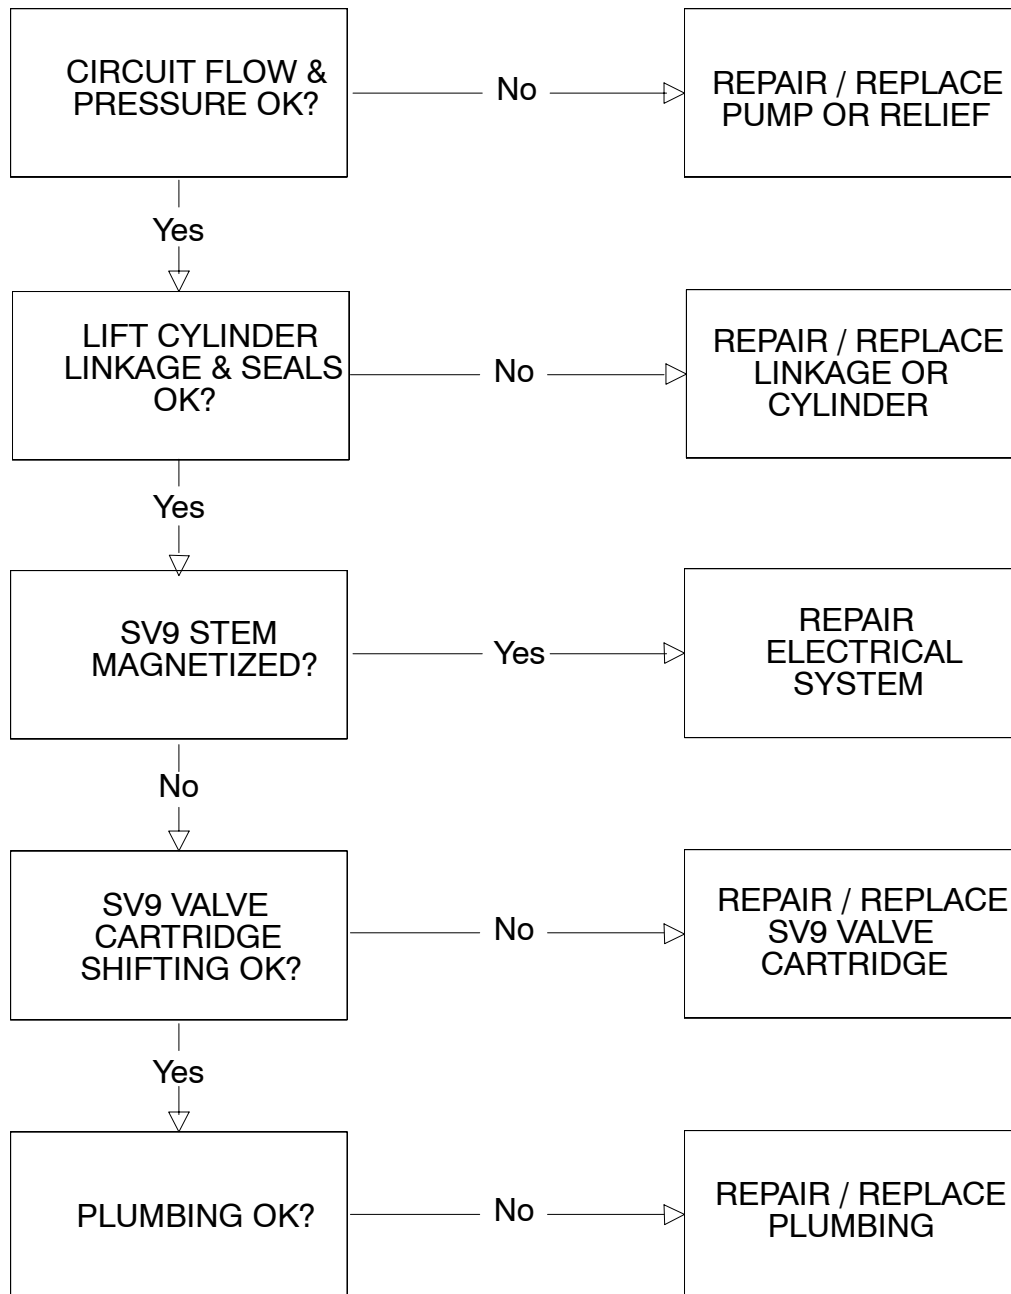 CIRCUIT FLOW &
PRESSURE OK?
No
REPAIR / REPLACE
PUMP OR RELIEF
Yes
LIFT CYLINDER
LINKAGE & SEALS
OK?
No
REPAIR / REPLACE
LINKAGE OR
CYLINDER
Yes
SV9 STEM
MAGNETIZED?
Yes
REPAIR
ELECTRICAL
SYSTEM
No
SV9 VALVE
CARTRIDGE
SHIFTING OK?
No
REPAIR / REPLACE
SV9 VALVE
CARTRIDGE
Yes
PLUMBING OK?
No
REPAIR / REPLACE
PLUMBING